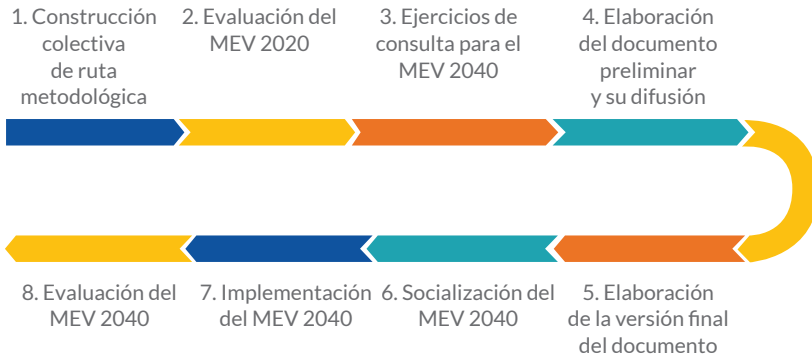 1. Construcción
colectiva
de ruta
metodológica
2. Evaluación del
MEV 2020
3. Ejercicios de
consulta para el
MEV 2040
4. Elaboración
del documento
preliminar
y su difusión
8. Evaluación del
MEV 2040
7. Implementación
del MEV 2040
6. Socialización del
MEV 2040
5. Elaboración
de la versión final
del documento